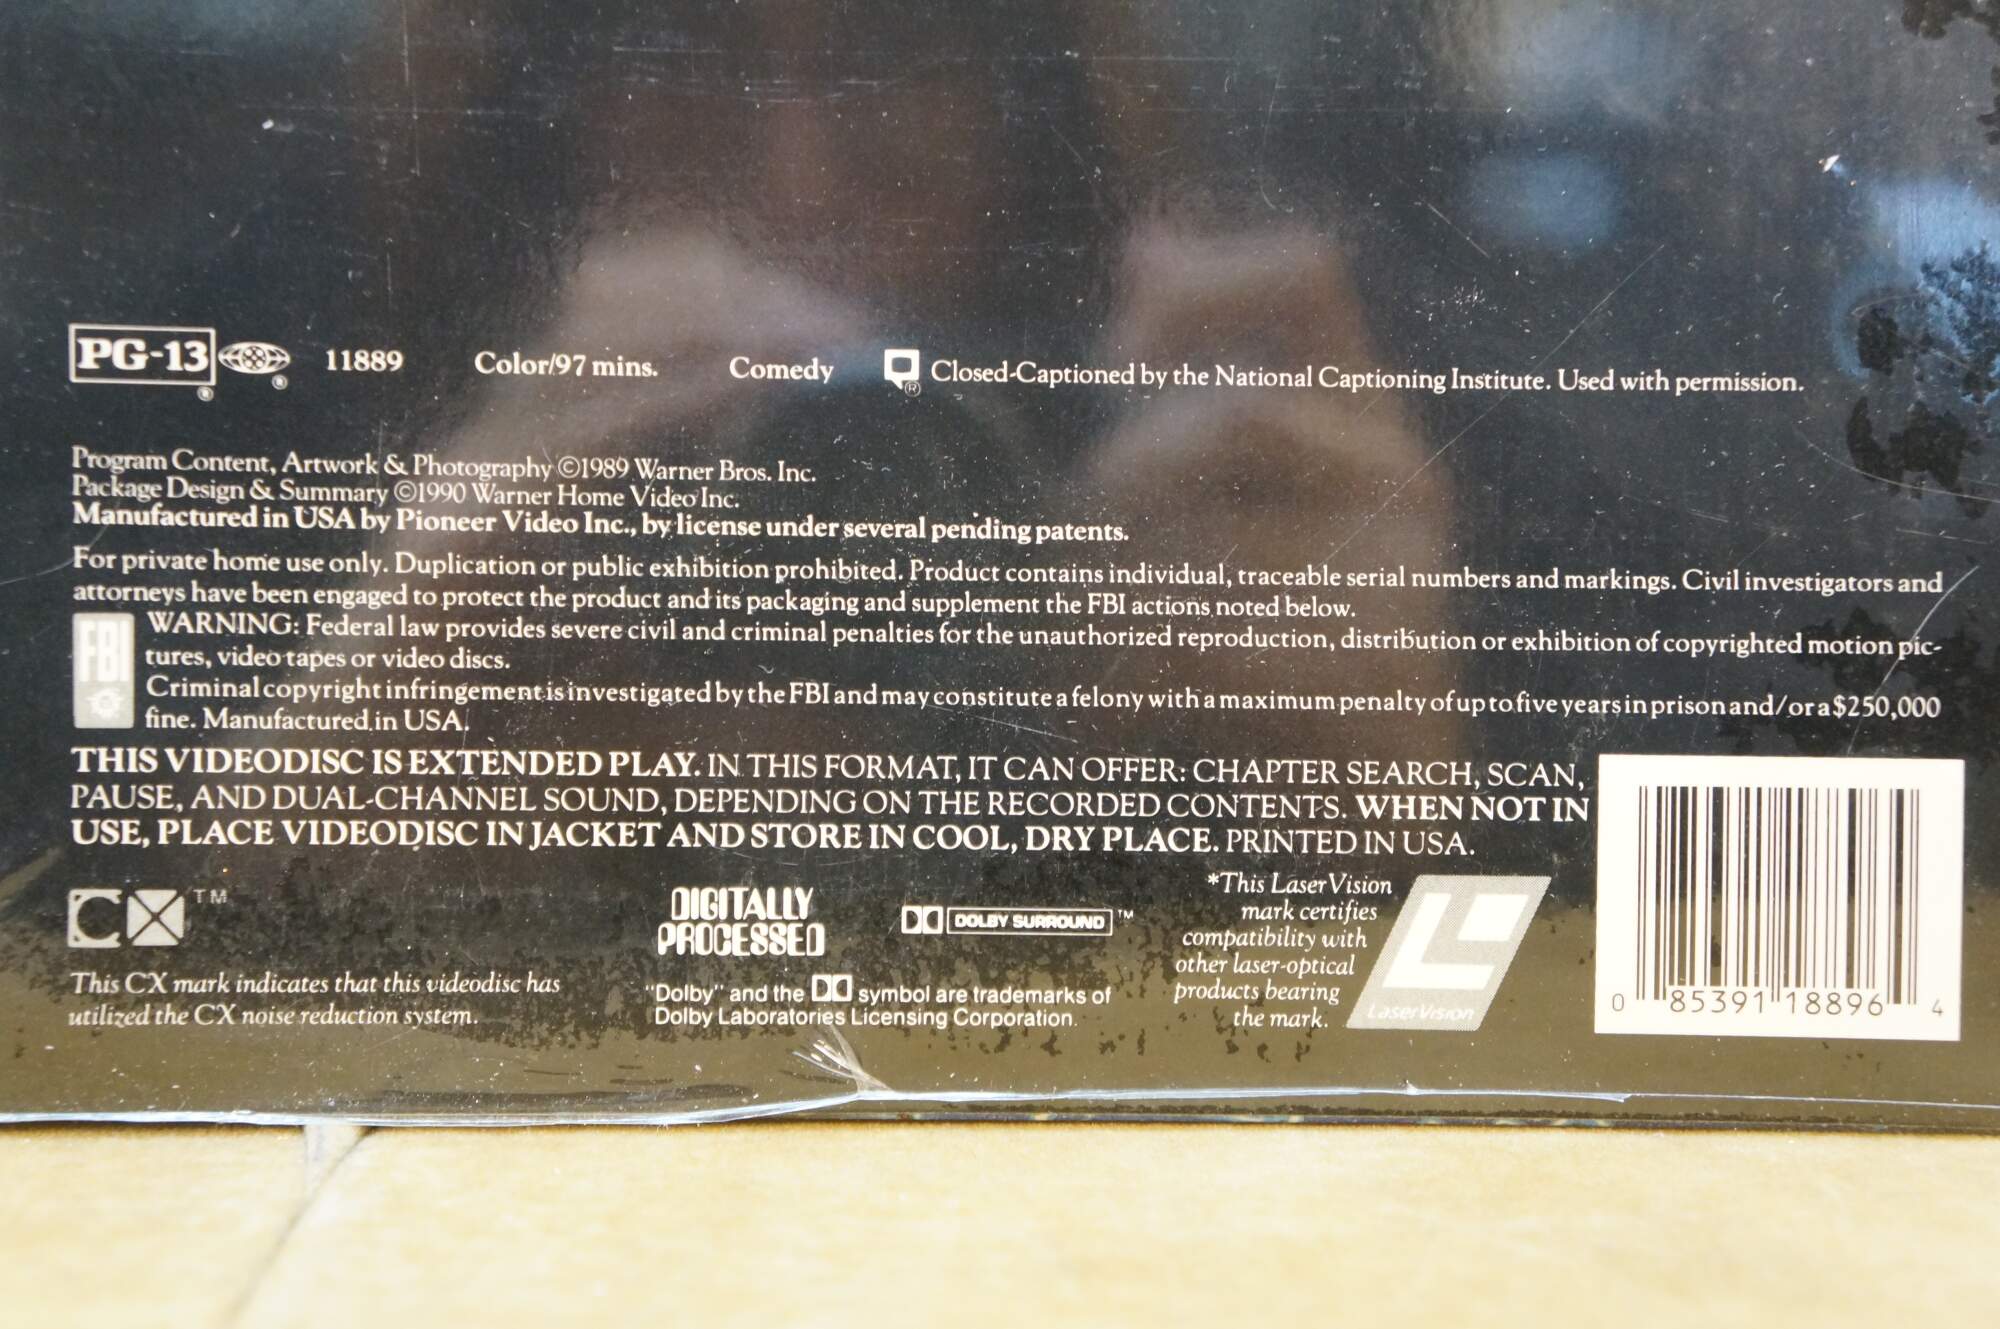 PG-13 ® ® 11889 Color/97 mins. Comedy ® Closed-Captioned by the National Captioning Institute. Used with permission.
Program Content, Artwork & Photography ©1989 Warner Bros. Inc.
Package Design & Summary ©1990 Warner Home Video Inc.
Manufactured in USA by Pioneer Video Inc., by license under several pending patents.
For private home use only. Duplication or public exhibition prohibited. Product contains individual, traceable serial numbers and markings. Civil investigators and
attorneys have been engaged to protect the product and its packaging and supplement the FBI actions noted below.
FBI
WARNING: Federal law provides severe civil and criminal penalties for the unauthorized reproduction, distribution or exhibition of copyrighted motion pic-
tures, video tapes or video discs.
Criminal copyright infringement is investigated by the FBI and may constitute a felony with a maximum penalty of up to five years in prison and/or a $250,000
fine. Manufactured in USA.
THIS VIDEODISC IS EXTENDED PLAY. IN THIS FORMAT, IT CAN OFFER: CHAPTER SEARCH, SCAN,
PAUSE, AND DUAL-CHANNEL SOUND, DEPENDING ON THE RECORDED CONTENTS. WHEN NOT IN
USE, PLACE VIDEODISC IN JACKET AND STORE IN COOL, DRY PLACE. PRINTED IN USA.
CX™
This CX mark indicates that this videodisc has
utilized the CX noise reduction system.
DIGITALLY
PROCESSED
DOLBY SURROUND™
"Dolby" and the symbol are trademarks of
Dolby Laboratories Licensing Corporation.
*This LaserVision
mark certifies
compatibility with
other laser-optical
products bearing
the mark.
LaserVision
0 85391 18896 4